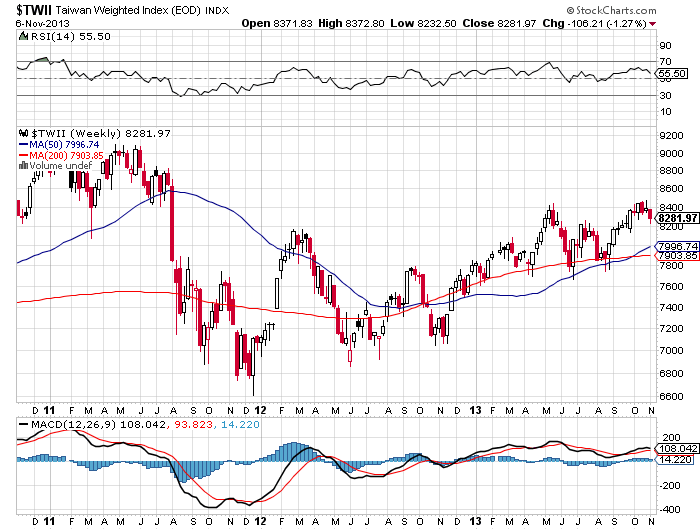 $TWII Taiwan Weighted Index (EOD) INDX
© StockCharts.com
6-Nov-2013 Open 8371.83 High 8372.80 Low 8232.50 Close 8281.97 Chg -106.21 (-1.27%)
RSI(14) 55.50
90
70
55.50
50
30
10
$TWII (Weekly) 8281.97
MA(50) 7996.74
MA(200) 7903.85
Volume undef
9200
9000
8800
8600
8400
8281.97
7996.74
7903.85
7800
7600
7400
7200
7000
6800
6600
D 11 F M A M J J A S O N D 12 F M A M J J A S O N D 13 F M A M J J A S O N
MACD(12,26,9) 108.042, 93.823, 14.220
200
108.042
14.220
-200
-400
D 11 F M A M J J A S O N D 12 F M A M J J A S O N D 13 F M A M J J A S O N